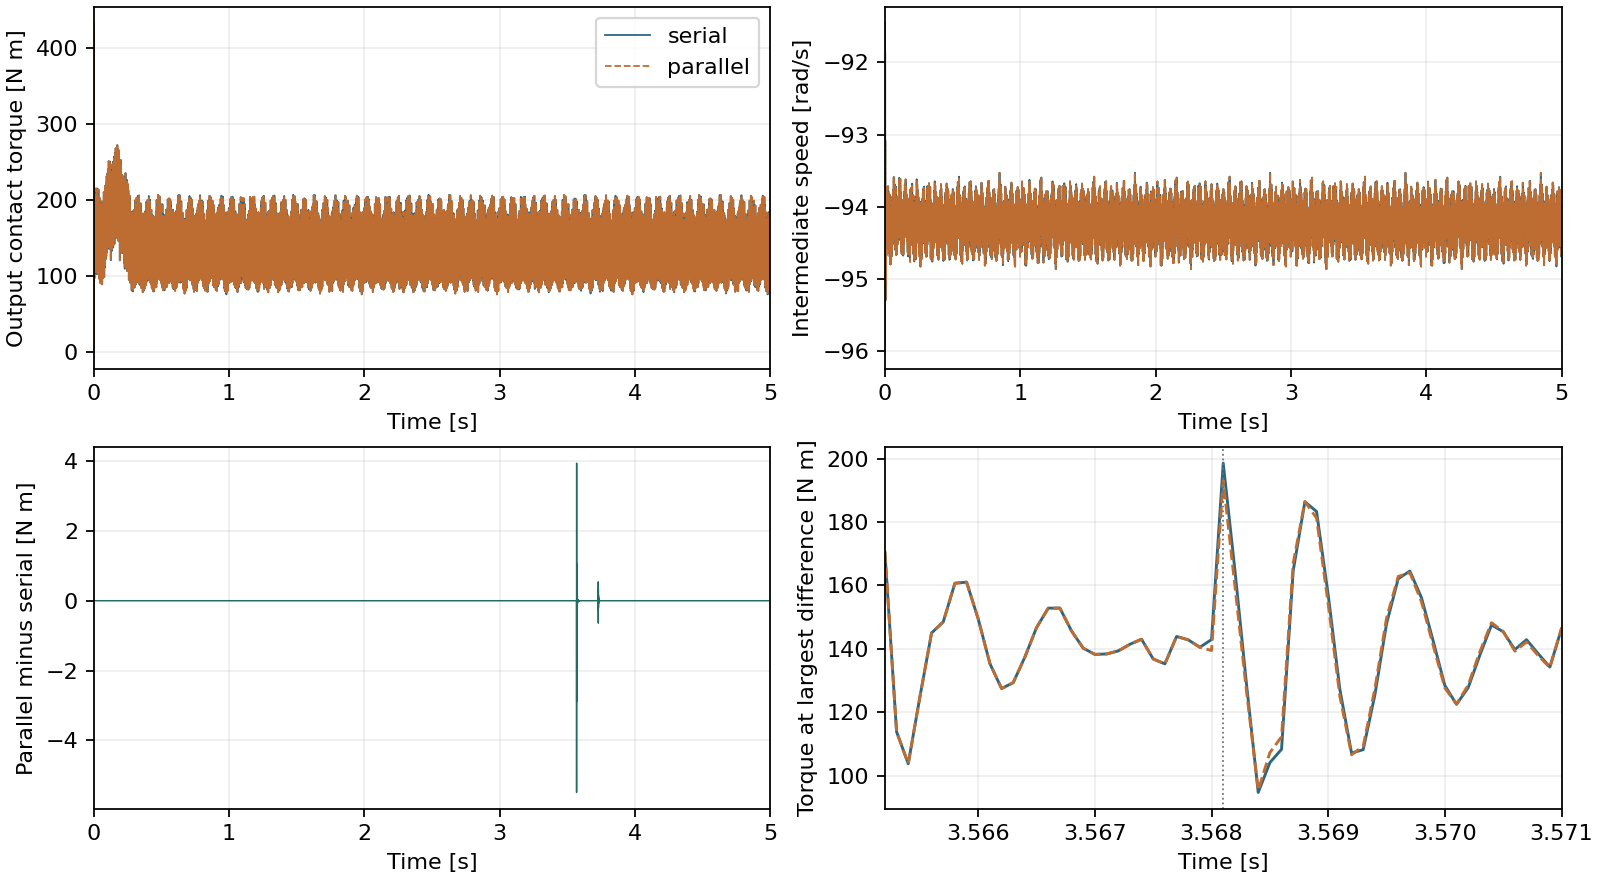 Output contact torque [N m]
400
300
200
100
0
serial
parallel
0 1 2 3 4 5
Time [s]
Intermediate speed [rad/s]
−92
−93
−94
−95
−96
0 1 2 3 4 5
Time [s]
Parallel minus serial [N m]
4
2
0
−2
−4
0 1 2 3 4 5
Time [s]
Torque at largest difference [N m]
200
180
160
140
120
100
3.566 3.567 3.568 3.569 3.570 3.571
Time [s]